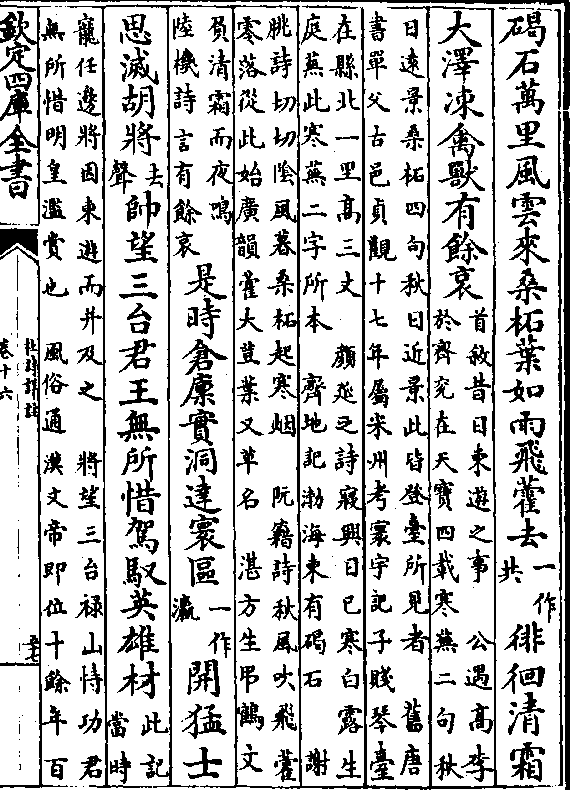 碣石萬里風雲來桑柘葉如雨飛藿去一作共徘徊清霜
大澤凍禽獸有餘哀首敘昔日東遊之事 公遇高李
於齊兖在天寶四載寒蕪二句秋
日遠景桑柘四句秋日近景此皆登臺所見者 舊唐
書單父古邑貞觀十七年屬宋州考寰宇記子賤琴臺
在縣北一里高三丈 顔延之詩寢興日已寒白露生
庭蕪此寒蕪二字所本 齊地記渤海東有碣石 謝
朓詩切切陰風暮桑柘起寒烟 阮籍詩秋風吹飛藿
零落從此始廣韻藿大豆葉又草名 湛方生弔鶴文
負清霜而夜鳴
陸機詩言有餘哀 是時倉廪實洞達寰區一作瀛開猛士
思滅胡將去聲帥望三台君王無所惜駕馭英雄材此記當時
寵任邊將因東遊而并及之 將望三台禄山恃功君
無所惜明皇濫賞也 風俗通漢文帝即位十餘年百
欽定四庫全書
杜詩詳註
卷十六